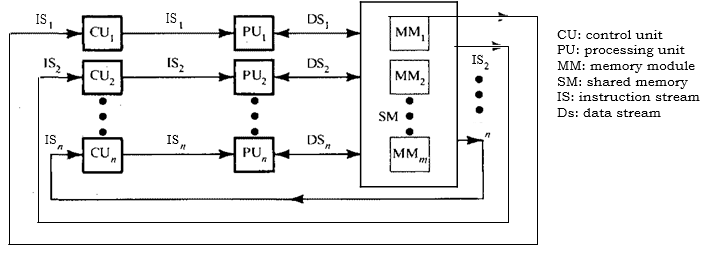 IS1 IS1 DS1
CU1 PU1 MM1
IS2 IS2 DS2 IS2
CU2 PU2 MM2
SM
ISn ISn DSn n
CUn PUn MMm
CU: control unit
PU: processing unit
MM: memory module
SM: shared memory
IS: instruction stream
Ds: data stream